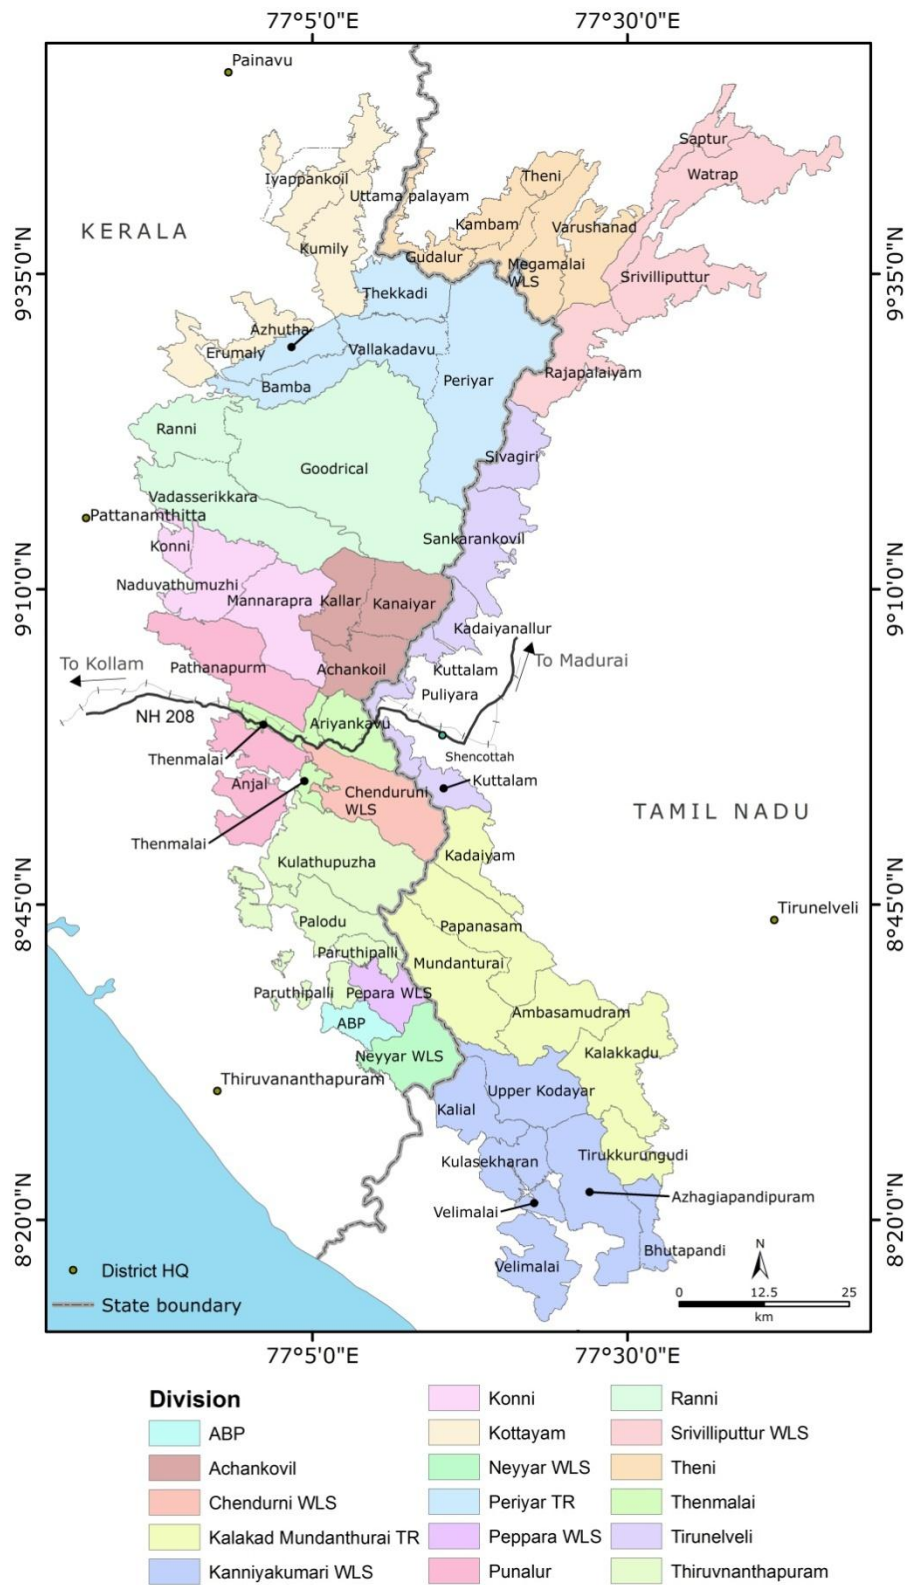 77°5'0"E
77°30'0"E
Painavu
Saptur
Iyappankoil
Theni
Watrap
Uttama palayam
KERALA
Kambam
Varushanad
Kumily
Gudalur
Megamalai
WLS
9°35'0"N
9°35'0"N
Srivilliputtur
Thekkadi
Azhutha
Erumaly
Vallakadavu
Rajapalaiyam
Bamba
Periyar
Ranni
Sivagiri
Goodrical
Vadasserikkara
Pattanamthitta
Sankarankovil
Konni
9°10'0"N
9°10'0"N
Naduvathumuzhi
Mannarapra
Kallar
Kanaiyar
Kadaiyanallur
To Kollam
Pathanapurm
Achankoil
Kuttalam
To Madurai
Puliyara
NH 208
Ariyankavu
Thenmalai
Shencottah
Anjal
Chenduruni
WLS
Kuttalam
TAMIL NADU
Thenmalai
Kadaiyam
Kulathupuzha
8°45'0"N
8°45'0"N
Tirunelveli
Palodu
Papanasam
Paruthipalli
Mundanturai
Paruthipalli
Pepara WLS
Ambasamudram
ABP
Kalakkadu
Neyyar WLS
Thiruvananthapuram
Upper Kodayar
Kalial
Kulasekharan
Tirukkurungudi
Azhagiapandipuram
Velimalai
8°20'0"N
8°20'0"N
Bhutapandi
Velimalai
N
District HQ
State boundary
0 12.5 25
km
77°5'0"E
77°30'0"E
Division
ABP
Achankovil
Chendurni WLS
Kalakad Mundanthurai TR
Kanniyakumari WLS
Konni
Kottayam
Neyyar WLS
Periyar TR
Peppara WLS
Punalur
Ranni
Srivilliputtur WLS
Theni
Thenmalai
Tirunelveli
Thiruvnanthapuram